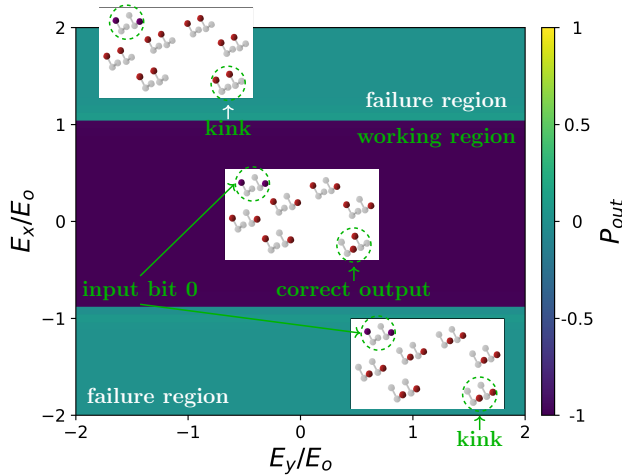 2
1
0
−1
−2
E_x/E_o
failure region
kink
working region
input bit 0
correct output
failure region
kink
−2
−1
0
1
2
E_y/E_o
1
0.5
0
-0.5
-1
P_out